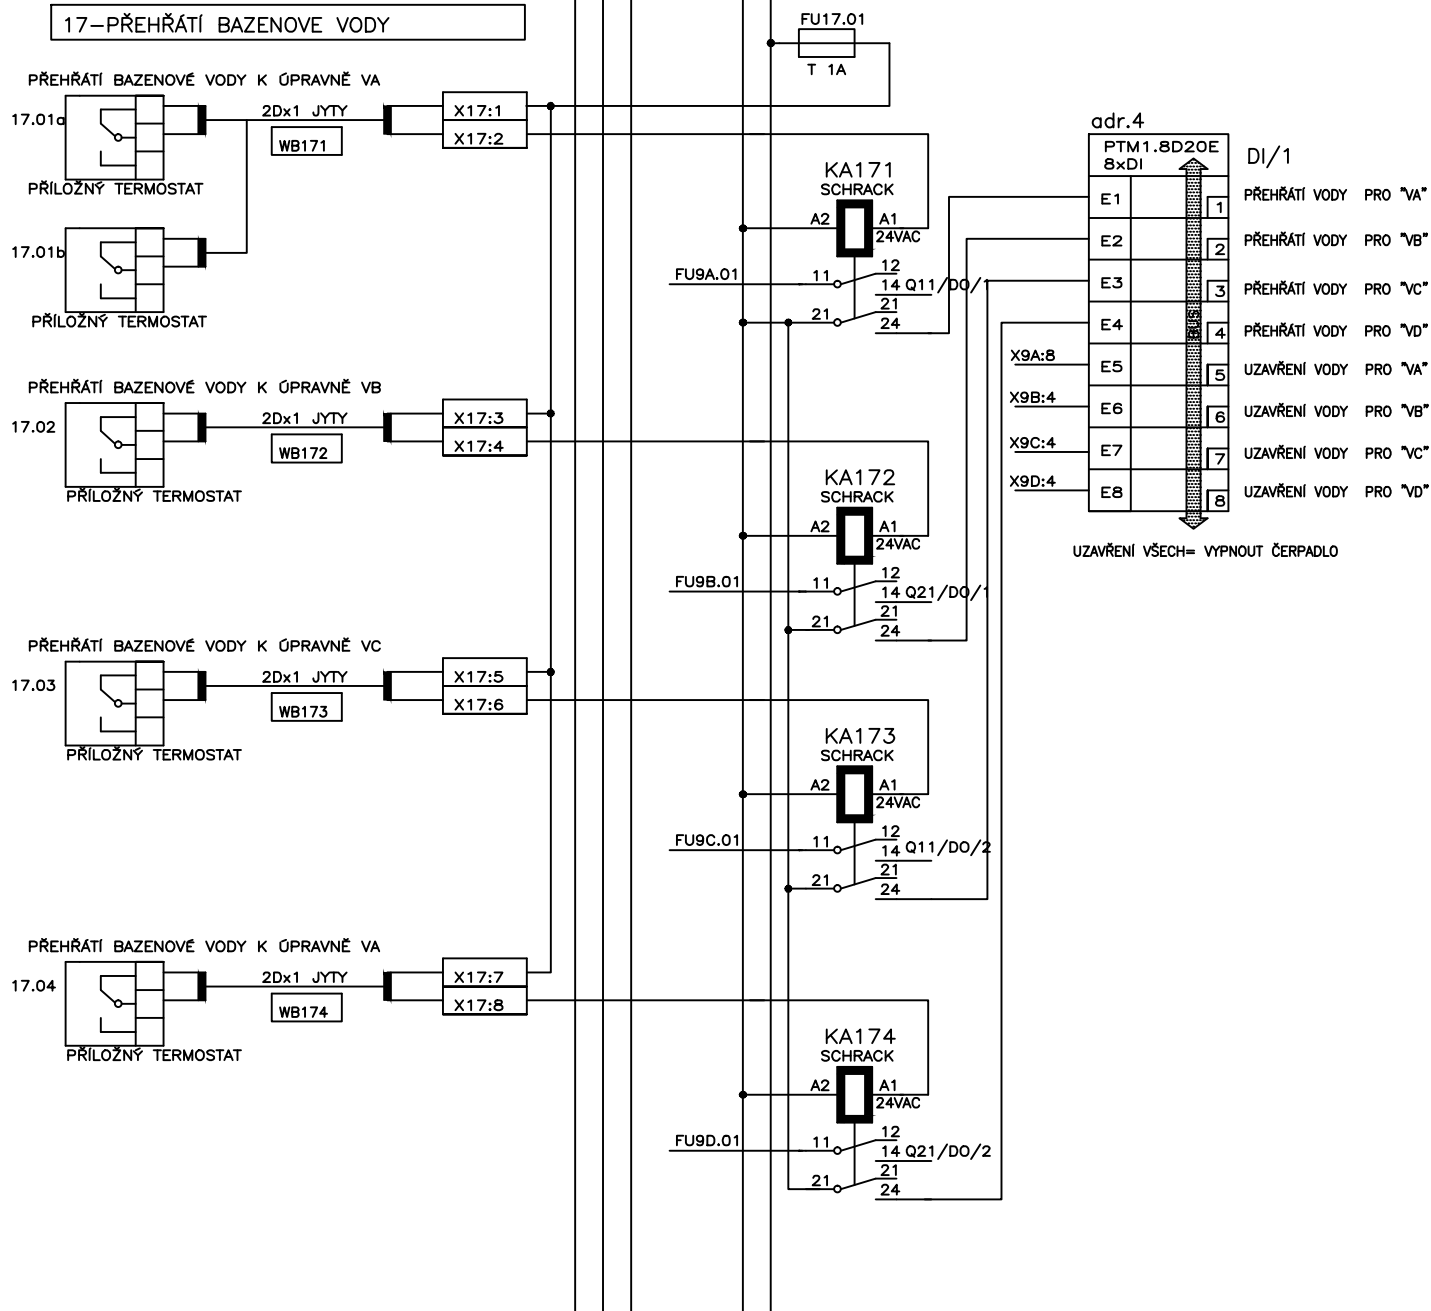 17-PŘEHŘÁTÍ BAZENOVE VODY
FU17.01
T 1A
PŘEHŘÁTÍ BAZENOVÉ VODY K ÚPRAVNĚ VA
17.01a
2Dx1 JYTY
WB171
X17:1
X17:2
PŘÍLOŽNÝ TERMOSTAT
17.01b
PŘÍLOŽNÝ TERMOSTAT
KA171
SCHRACK
A2
A1
24VAC
FU9A.01
11
12
14 Q11/DO/1
21
21
24
PŘEHŘÁTÍ BAZENOVÉ VODY K ÚPRAVNĚ VB
17.02
2Dx1 JYTY
WB172
X17:3
X17:4
PŘÍLOŽNÝ TERMOSTAT
KA172
SCHRACK
A2
A1
24VAC
FU9B.01
11
12
14 Q21/DO/1
21
21
24
PŘEHŘÁTÍ BAZENOVÉ VODY K ÚPRAVNĚ VC
17.03
2Dx1 JYTY
WB173
X17:5
X17:6
PŘÍLOŽNÝ TERMOSTAT
KA173
SCHRACK
A2
A1
24VAC
FU9C.01
11
12
14 Q11/DO/2
21
21
24
PŘEHŘÁTÍ BAZENOVÉ VODY K ÚPRAVNĚ VA
17.04
2Dx1 JYTY
WB174
X17:7
X17:8
PŘÍLOŽNÝ TERMOSTAT
KA174
SCHRACK
A2
A1
24VAC
FU9D.01
11
12
14 Q21/DO/2
21
21
24
adr.4
PTM1.8D20E
8xDI
DI/1
BUS
E1
1
PŘEHŘÁTÍ VODY PRO "VA"
E2
2
PŘEHŘÁTÍ VODY PRO "VB"
E3
3
PŘEHŘÁTÍ VODY PRO "VC"
E4
4
PŘEHŘÁTÍ VODY PRO "VD"
X9A:8
E5
5
UZAVŘENÍ VODY PRO "VA"
X9B:4
E6
6
UZAVŘENÍ VODY PRO "VB"
X9C:4
E7
7
UZAVŘENÍ VODY PRO "VC"
X9D:4
E8
8
UZAVŘENÍ VODY PRO "VD"
UZAVŘENÍ VŠECH= VYPNOUT ČERPADLO